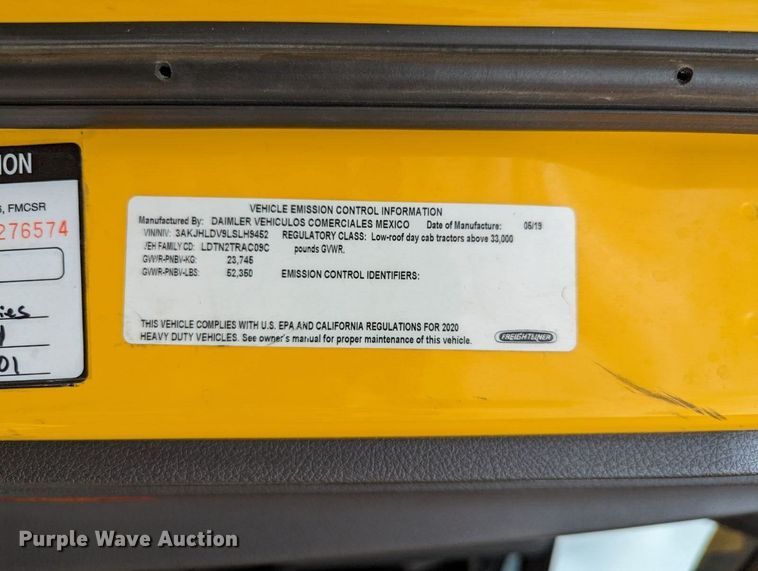 ION
, FMCSR
276574
ies
01
VEHICLE EMISSION CONTROL INFORMATION
Manufactured By: DAIMLER VEHICULOS COMERCIALES MEXICO Date of Manufacture: 06/19
VIN/NIV: 3AKJHLDV9LSLH9452 REGULATORY CLASS: Low-roof day cab tractors above 33,000
VEH FAMILY CD: LDTN2TRAC09C pounds GVWR.
GVWR-PNBV-KG: 23,745
GVWR-PNBV-LBS: 52,350 EMISSION CONTROL IDENTIFIERS:
THIS VEHICLE COMPLIES WITH U.S. EPA AND CALIFORNIA REGULATIONS FOR 2020
HEAVY DUTY VEHICLES. See owner's manual for proper maintenance of this vehicle.
FREIGHTLINER
Purple Wave Auction